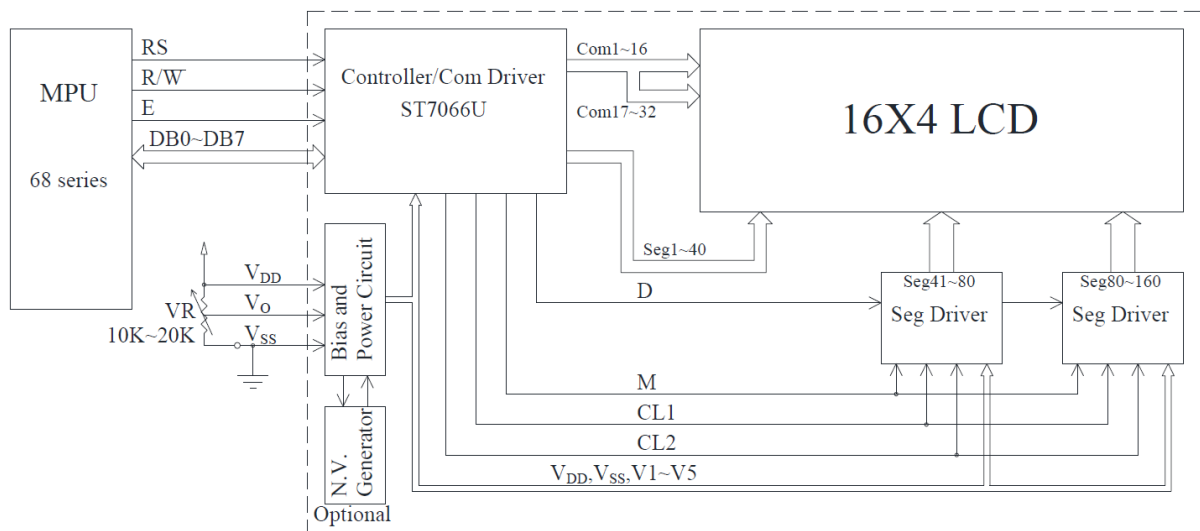 MPU
68 series
RS
R/W̅
E
DB0~DB7
Controller/Com Driver
ST7066U
Com1~16
Com17~32
16X4 LCD
Seg1~40
D
Seg41~80
Seg Driver
Seg80~160
Seg Driver
VDD
VO
VSS
VR
10K~20K
Bias and
Power Circuit
N.V.
Generator
Optional
M
CL1
CL2
VDD,VSS,V1~V5